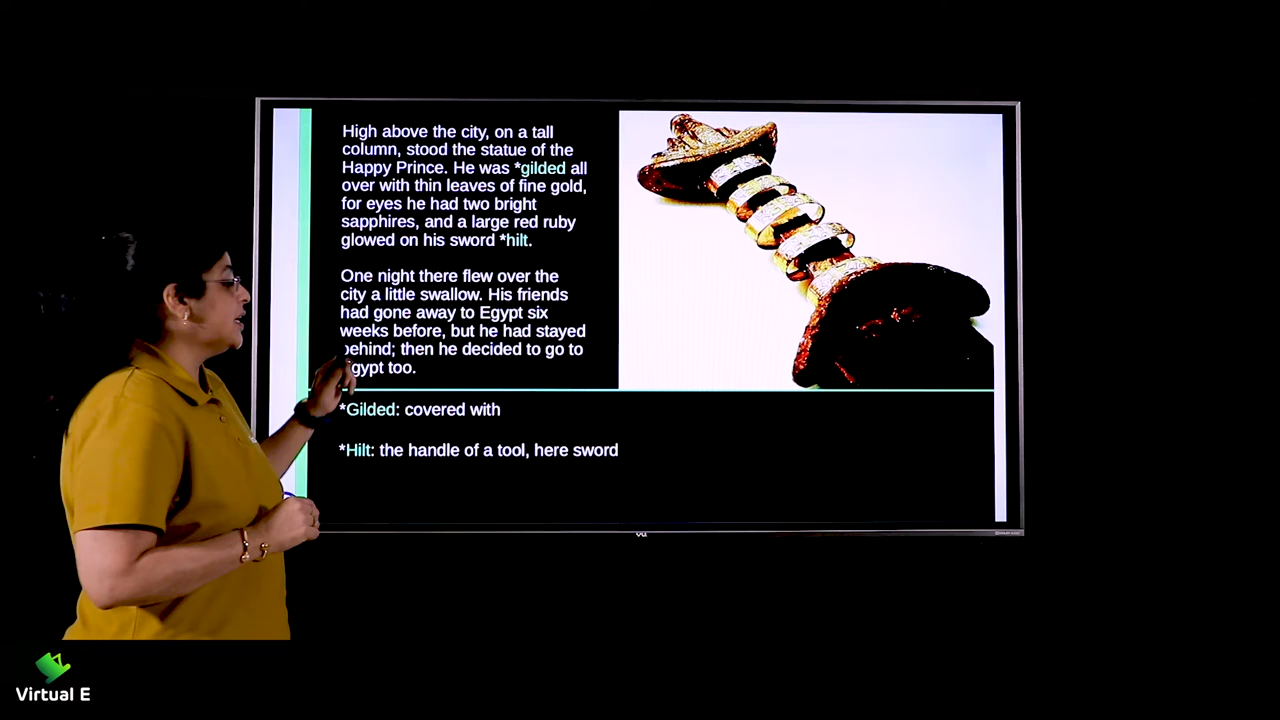 High above the city, on a tall
column, stood the statue of the
Happy Prince. He was *gilded all
over with thin leaves of fine gold,
for eyes he had two bright
sapphires, and a large red ruby
glowed on his sword *hilt.
One night there flew over the
city a little swallow. His friends
had gone away to Egypt six
weeks before, but he had stayed
behind; then he decided to go to
Egypt too.
*Gilded: covered with
*Hilt: the handle of a tool, here sword
Virtual E